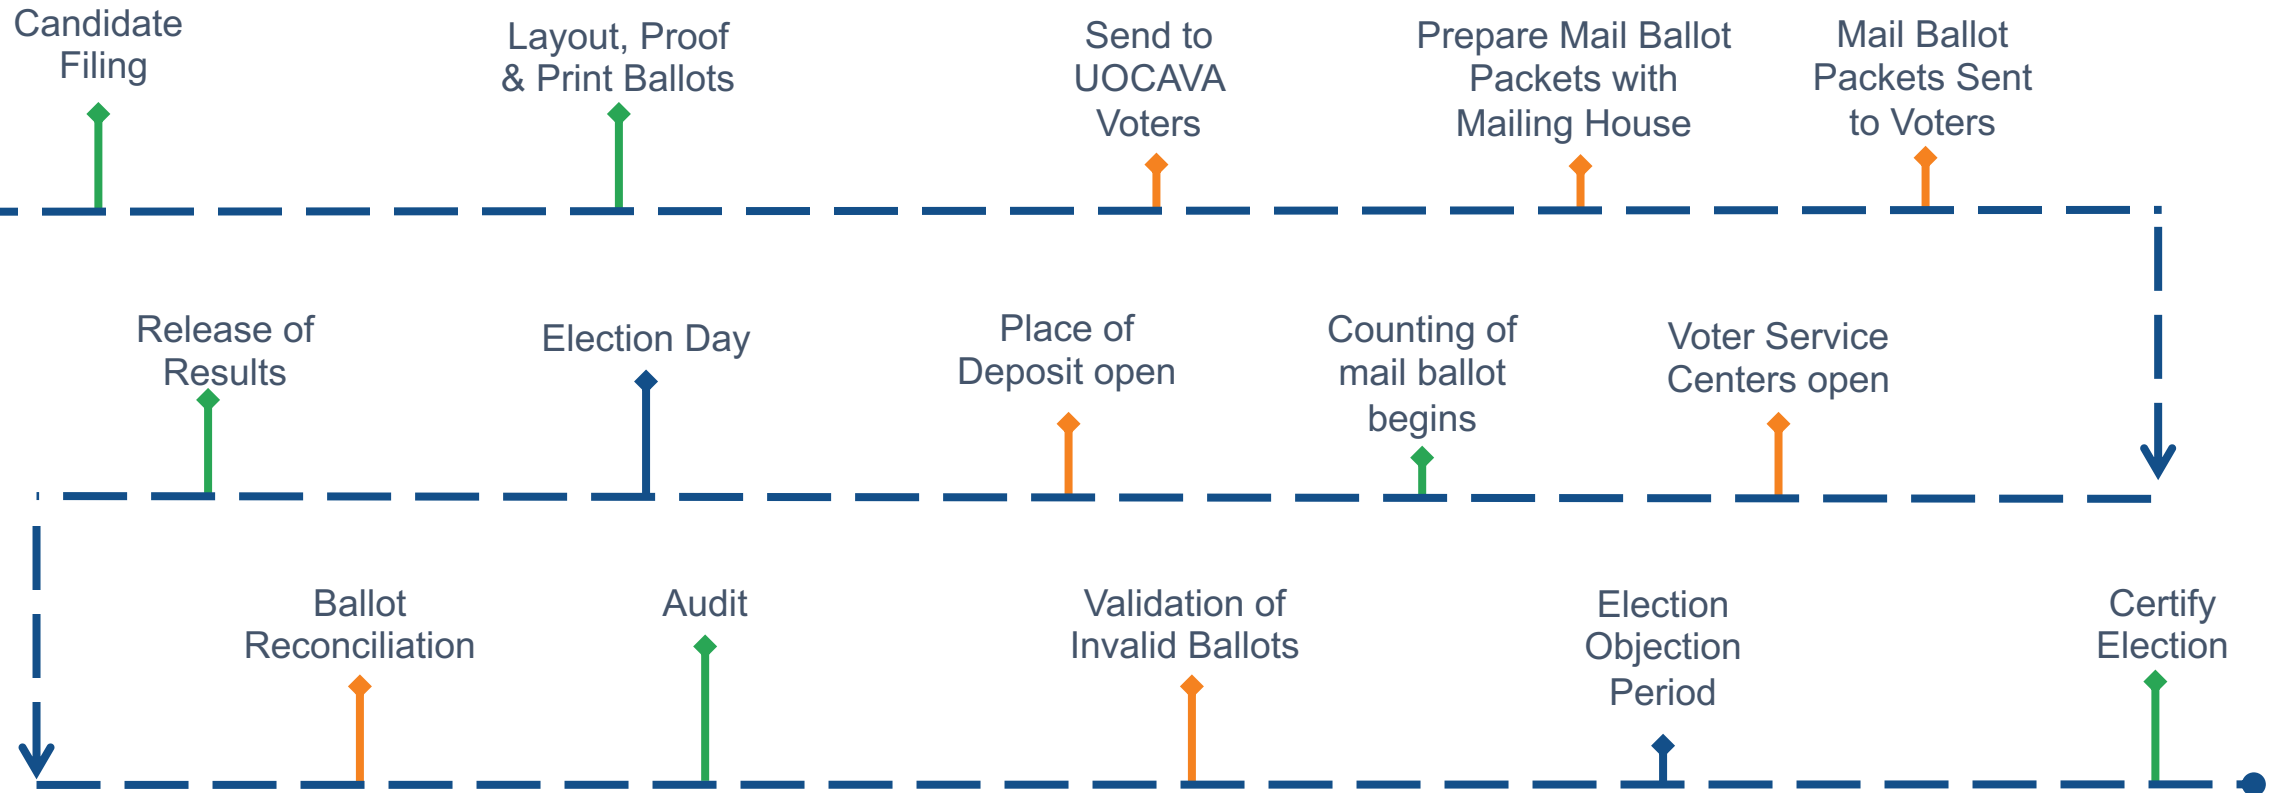 Candidate
Filing
Layout, Proof
& Print Ballots
Send to
UOCAVA
Voters
Prepare Mail Ballot
Packets with
Mailing House
Mail Ballot
Packets Sent
to Voters
Release of
Results
Election Day
Place of
Deposit open
Counting of
mail ballot
begins
Voter Service
Centers open
Ballot
Reconciliation
Audit
Validation of
Invalid Ballots
Election
Objection
Period
Certify
Election